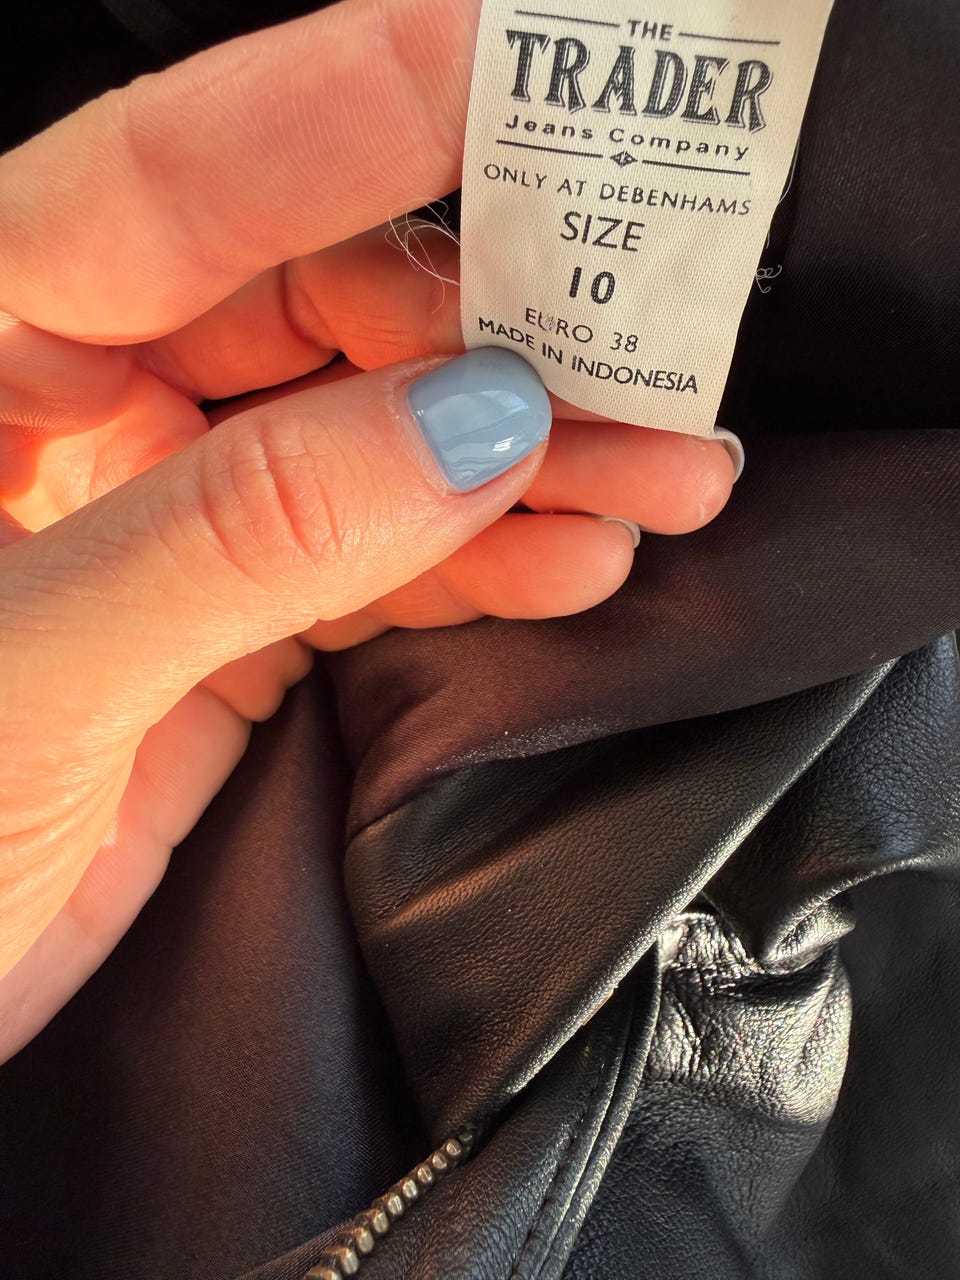 THE
TRADER
Jeans Company
ONLY AT DEBENHAMS
SIZE
10
EURO 38
MADE IN INDONESIA